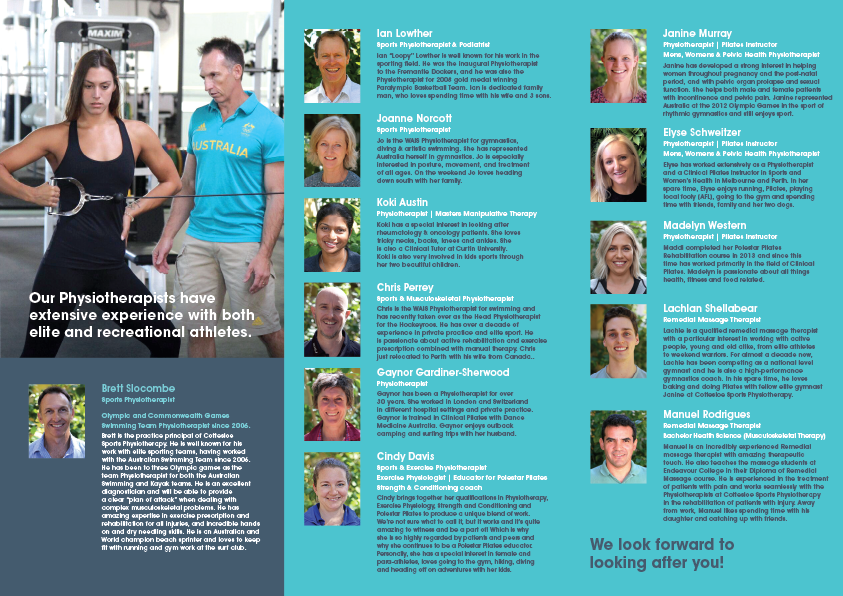 MAXIM
AUSTRALIA
Our Physiotherapists have
extensive experience with both
elite and recreational athletes.
Brett Slocombe
Sports Physiotherapist
Olympic and Commonwealth Games
Swimming Team Physiotherapist since 2006.
Brett is the practice principal of Cottesloe
Sports Physiotherapy. He is well known for his
work with elite sporting teams, having worked
with the Australian Swimming Team since 2006.
He has been to three Olympic games as the
team Physiotherapist for both the Australian
Swimming and Kayak teams. He is an excellent
diagnostician and will be able to provide
a clear "plan of attack" when dealing with
complex musculoskeletal problems. He has
amazing expertise in exercise prescription and
rehabilitation for all injuries, and incredible hands
on and dry needling skills. He is an Australian and
World champion beach sprinter and loves to keep
fit with running and gym work at the surf club.
Ian Lowther
Sports Physiotherapist & Podiatrist
Ian "Loopy" Lowther is well known for his work in the
sporting field. He was the inaugural Physiotherapist
to the Fremantle Dockers, and he was also the
Physiotherapist for 2008 gold medal winning
Paralympic Basketball Team. Ian is dedicated family
man, who loves spending time with his wife and 3 sons.
Joanne Norcott
Sports Physiotherapist
Jo is the WAIS Physiotherapist for gymnastics,
diving & artistic swimming. She has represented
Australia herself in gymnastics. Jo is especially
interested in posture, movement, and treatment
of all ages. On the weekend Jo loves heading
down south with her family.
Koki Austin
Physiotherapist | Masters Manipulative Therapy
Koki has a special interest in looking after
rheumatology & oncology patients. She loves
tricky necks, backs, knees and ankles. She
is also a Clinical Tutor at Curtin University.
Koki is also very involved in kids sports through
her two beautiful children.
Chris Perrey
Sports & Musculoskeletal Physiotherapist
Chris is the WAIS Physiotherapist for swimming and
has recently taken over as the Head Physiotherapist
for the Hockeyroos. He has over a decade of
experience in private practice and elite sport. He
is passionate about active rehabilitation and exercise
prescription combined with manual therapy. Chris
just relocated to Perth with his wife from Canada..
Gaynor Gardiner-Sherwood
Physiotherapist
Gaynor has been a Physiotherapist for over
30 years. She worked in London and Switzerland
in different hospital settings and private practice.
Gaynor is trained in Clinical Pilates with Dance
Medicine Australia. Gaynor enjoys outback
camping and surfing trips with her husband.
Cindy Davis
Sports & Exercise Physiotherapist
Exercise Physiologist | Educator for Polestar Pilates
Strength & Conditioning coach
Cindy brings together her qualifications in Physiotherapy,
Exercise Physiology, Strength and Conditioning and
Polestar Pilates to produce a unique blend of work.
We're not sure what to call it, but it works and it's quite
amazing to witness and be a part of! Which is why
she is so highly regarded by patients and peers and
why she continues to be a Polestar Pilates educator.
Personally, she has a special interest in female and
para-athletes, loves going to the gym, hiking, diving
and heading off on adventures with her kids.
Janine Murray
Physiotherapist | Pilates Instructor
Mens, Womens & Pelvic Health Physiotherapist
Janine has developed a strong interest in helping
women throughout pregnancy and the post-natal
period, and with pelvic organ prolapse and sexual
function. She helps both male and female patients
with incontinence and pelvic pain. Janine represented
Australia at the 2012 Olympic Games in the sport of
rhythmic gymnastics and still enjoys sport.
Elyse Schweitzer
Physiotherapist | Pilates Instructor
Mens, Womens & Pelvic Health Physiotherapist
Elyse has worked extensively as a Physiotherapist
and a Clinical Pilates Instructor in Sports and
Women's Health in Melbourne and Perth. In her
spare time, Elyse enjoys running, Pilates, playing
local footy (AFL), going to the gym and spending
time with friends, family and her two dogs.
Madelyn Western
Physiotherapist | Pilates Instructor
Maddi completed her Polestar Pilates
Rehabilitation course in 2013 and since this
time has worked primarily in the field of Clinical
Pilates. Madelyn is passionate about all things
health, fitness and food related.
Lachlan Shellabear
Remedial Massage Therapist
Lachie is a qualified remedial massage therapist
with a particular interest in working with active
people, young and old alike, from elite athletes
to weekend warriors. For almost a decade now,
Lachie has been competing as a national level
gymnast and he is also a high-performance
gymnastics coach. In his spare time, he loves
baking and doing Pilates with fellow elite gymnast
Janine at Cottesloe Sports Physiotherapy.
Manuel Rodrigues
Remedial Massage Therapist
Bachelor Health Science (Musculoskeletal Therapy)
Manuel is an incredibly experienced Remedial
massage therapist with amazing therapeutic
touch. He also teaches the massage students at
Endeavour College in their Diploma of Remedial
Massage course. He is experienced in the treatment
of patients with pain and works seamlessly with the
Physiotherapists at Cottesloe Sports Physiotherapy
in the rehabilitation of patients with injury. Away
from work, Manuel likes spending time with his
daughter and catching up with friends.
We look forward to
looking after you!